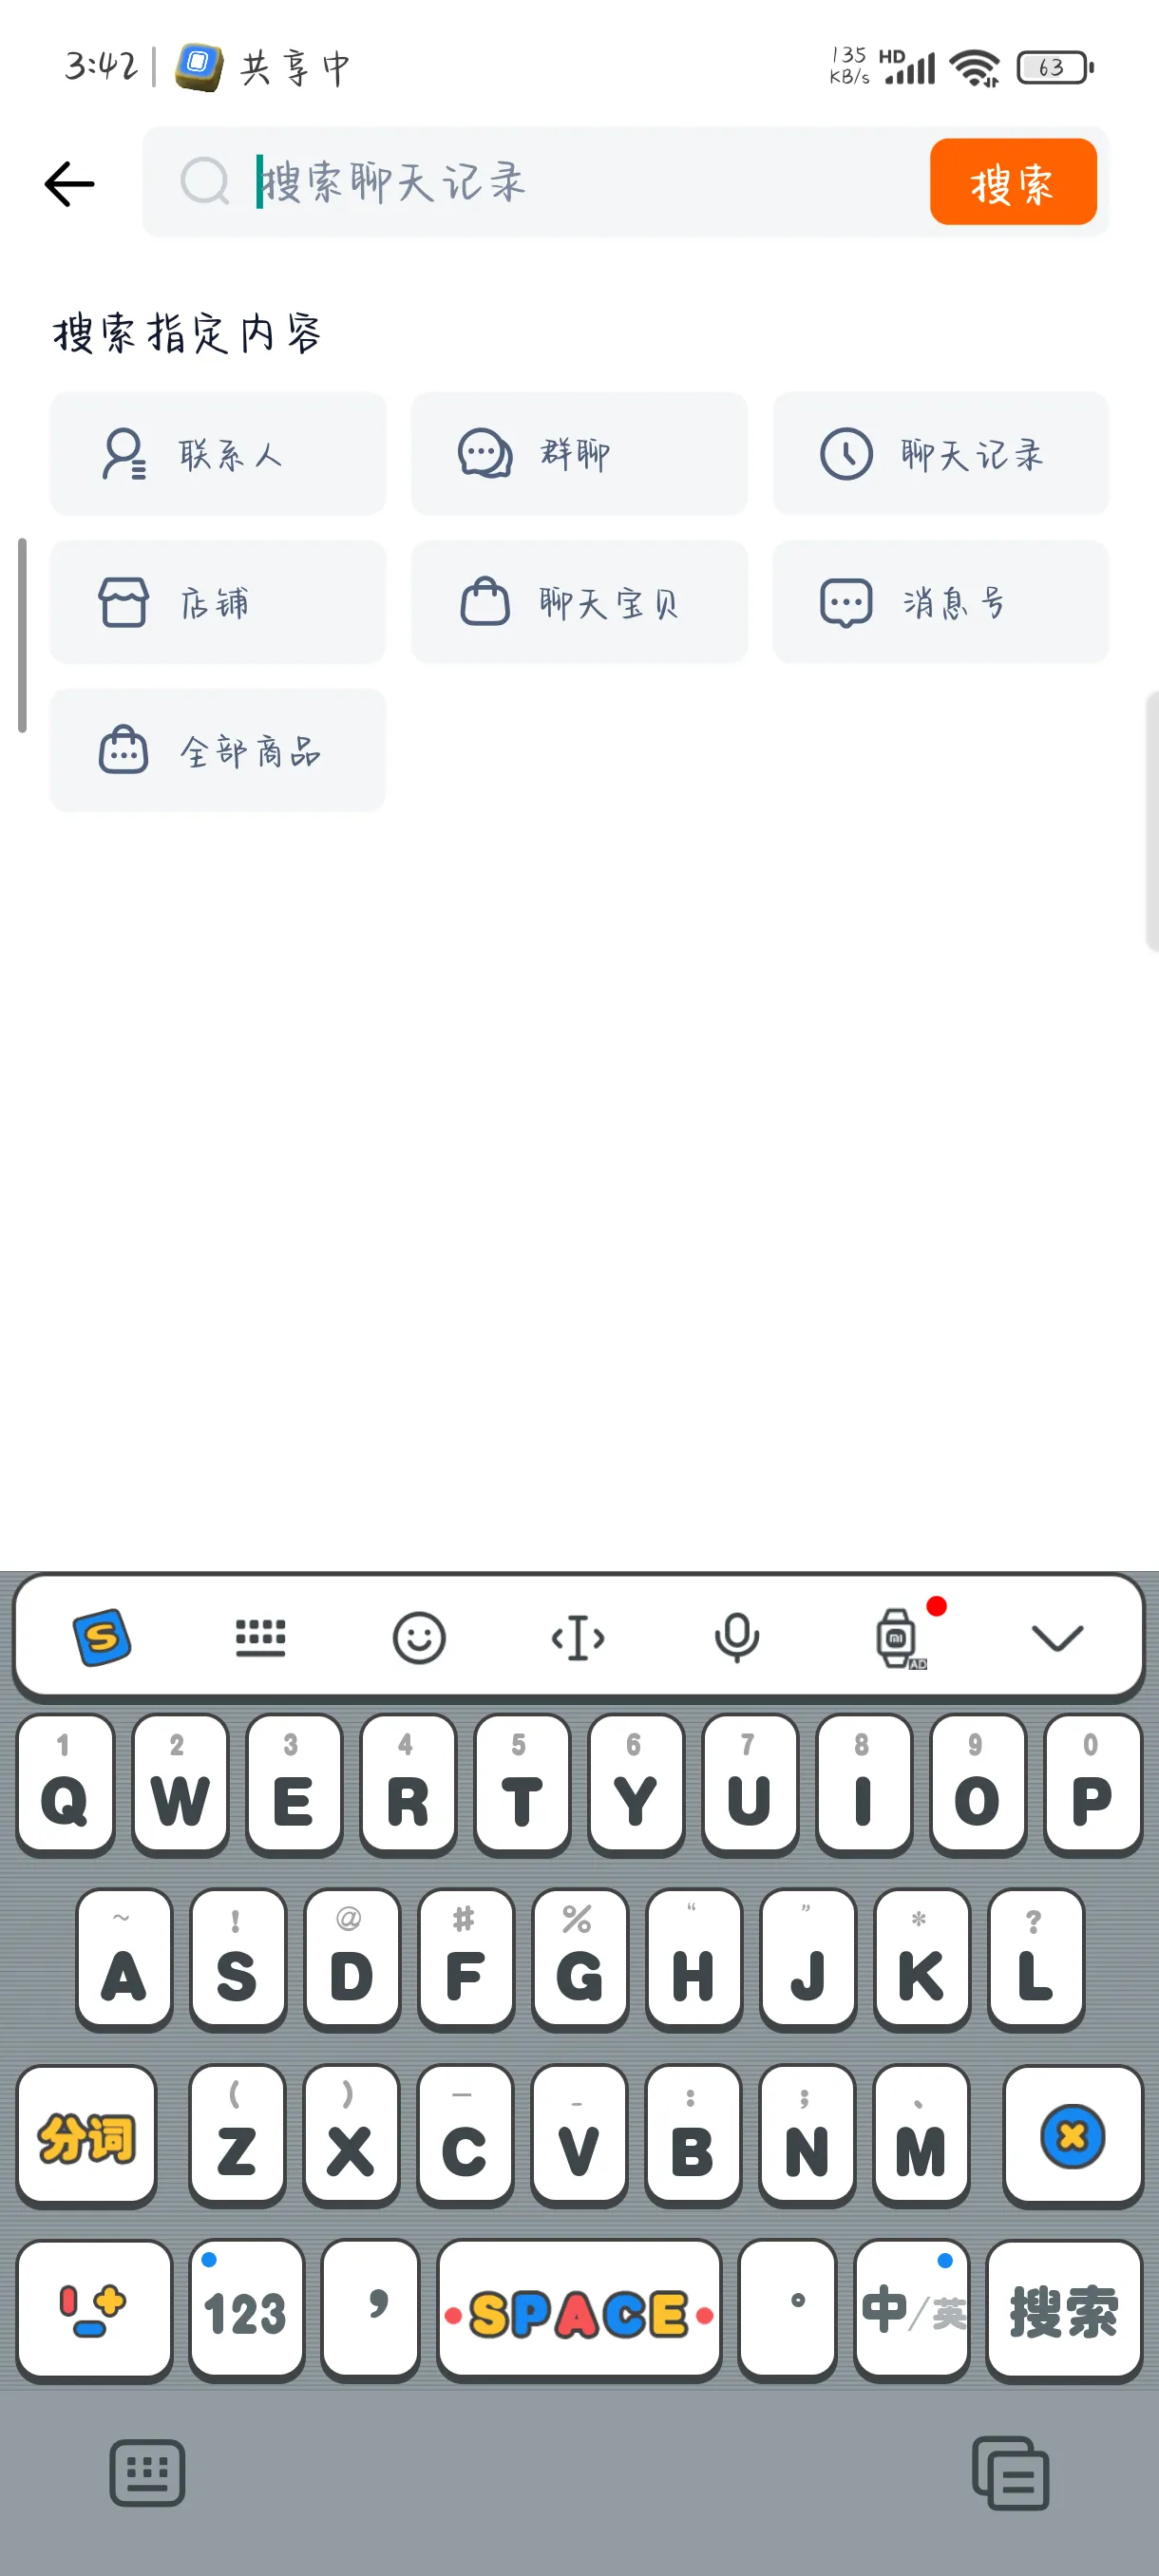 3:42 共享中 135 KB/s HD 63
搜索聊天记录 搜索
搜索指定内容
联系人 群聊 聊天记录
店铺 聊天宝贝 消息号
全部商品
S mi AD
1 2 3 4 5 6 7 8 9 0
Q W E R T Y U I O P
~ ! @ # % “ ” * ?
A S D F G H J K L
( ) — _ : ; 、
分词 Z X C V B N M
123 , SPACE 。 中/英 搜索